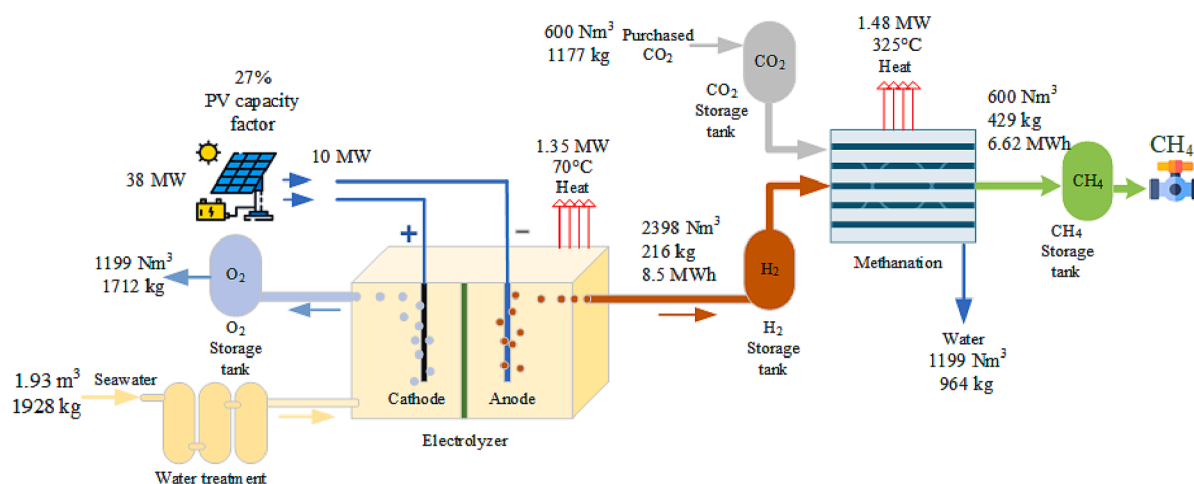 27%
PV capacity
factor
38 MW
10 MW
+
−
1.35 MW
70°C
Heat
600 Nm³
1177 kg
Purchased
CO₂
CO₂
CO₂
Storage
tank
1.48 MW
325°C
Heat
600 Nm³
429 kg
6.62 MWh
CH₄
CH₄
CH₄
Storage
tank
Methanation
Water
1199 Nm³
964 kg
2398 Nm³
216 kg
8.5 MWh
H₂
H₂
Storage
tank
1199 Nm³
1712 kg
O₂
O₂
Storage
tank
1.93 m³
1928 kg
Seawater
Water treatment
Cathode
Anode
Electrolyzer